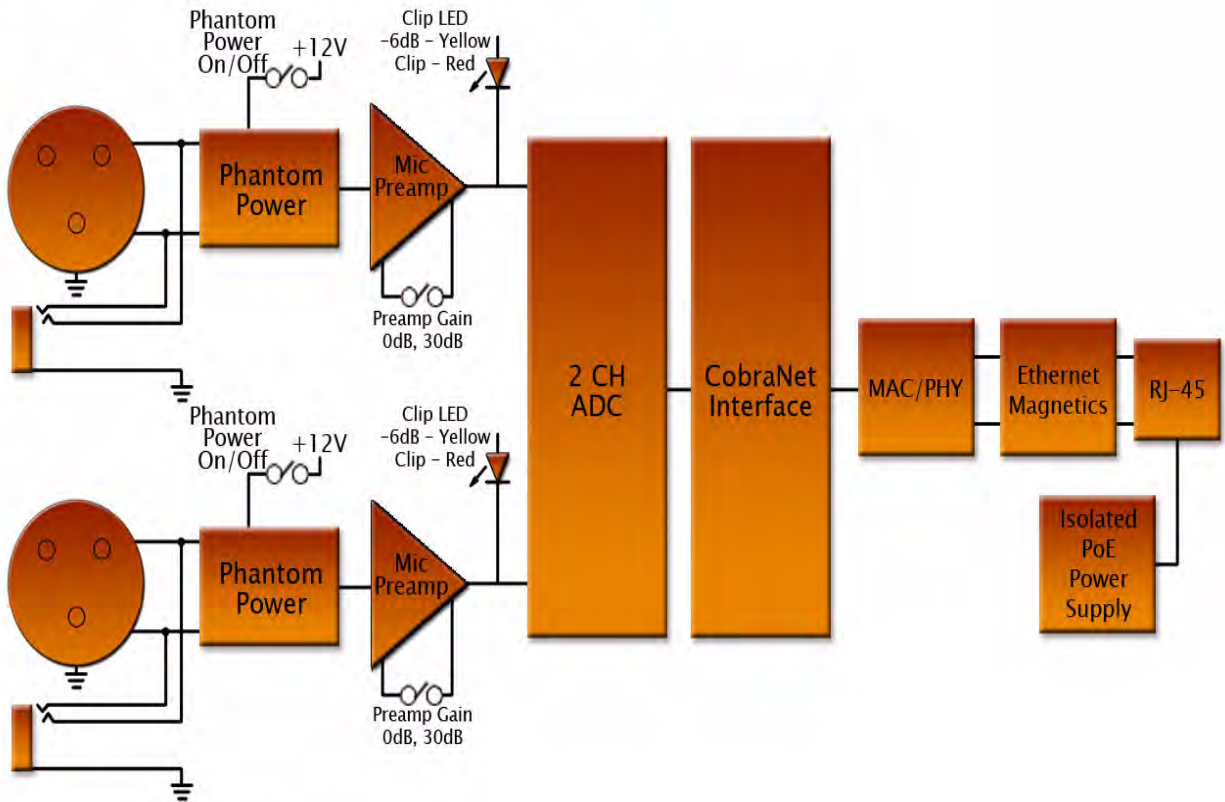 Phantom
Power
On/Off
+12V
Clip LED
-6dB - Yellow
Clip - Red
Phantom
Power
Mic
Preamp
Preamp Gain
0dB, 30dB
2 CH
ADC
CobraNet
Interface
MAC/PHY
Ethernet
Magnetics
RJ-45
Isolated
PoE
Power
Supply
Phantom
Power
On/Off
+12V
Clip LED
-6dB - Yellow
Clip - Red
Phantom
Power
Mic
Preamp
Preamp Gain
0dB, 30dB